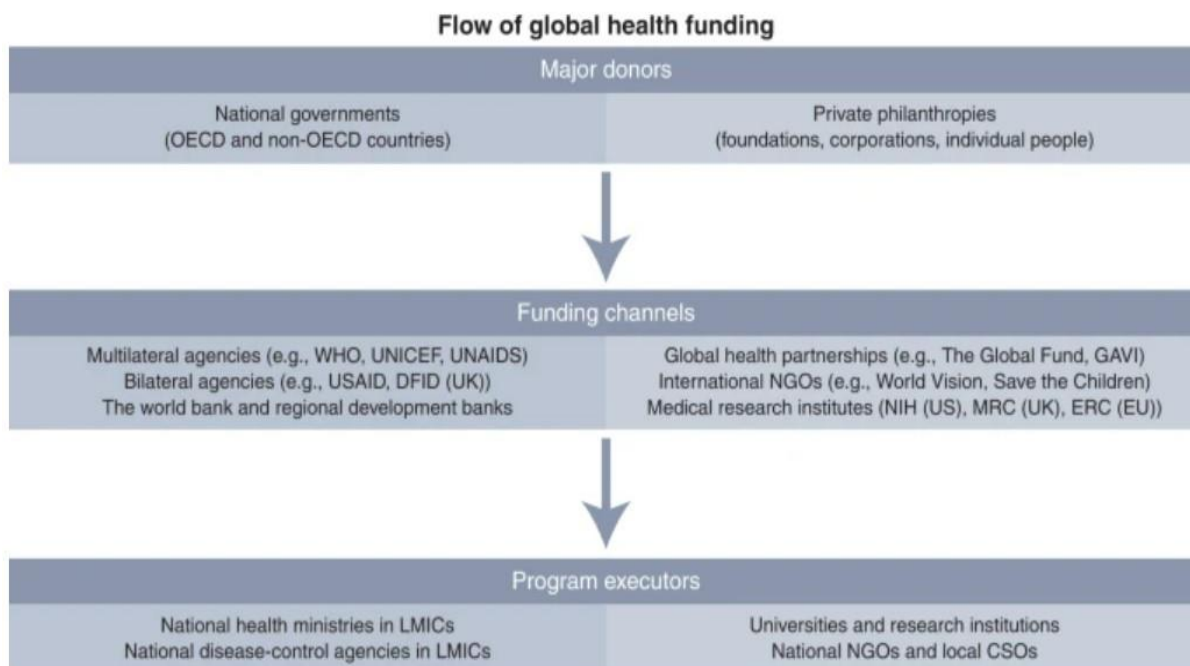 Flow of global health funding
Major donors
National governments
(OECD and non-OECD countries)
Private philanthropies
(foundations, corporations, individual people)
Funding channels
Multilateral agencies (e.g., WHO, UNICEF, UNAIDS)
Bilateral agencies (e.g., USAID, DFID (UK))
The world bank and regional development banks
Global health partnerships (e.g., The Global Fund, GAVI)
International NGOs (e.g., World Vision, Save the Children)
Medical research institutes (NIH (US), MRC (UK), ERC (EU))
Program executors
National health ministries in LMICs
National disease-control agencies in LMICs
Universities and research institutions
National NGOs and local CSOs